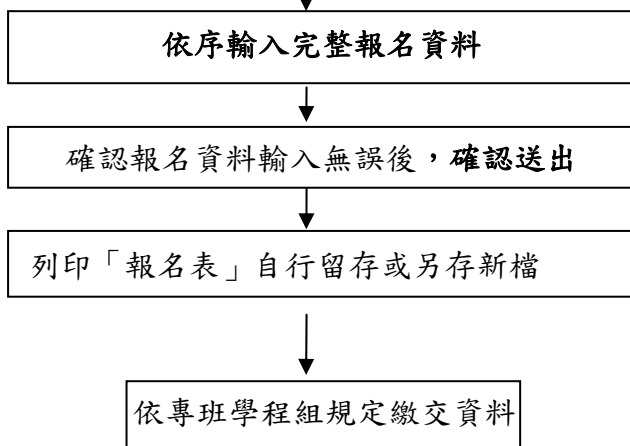 依序輸入完整報名資料
確認報名資料輸入無誤後，確認送出
列印「報名表」自行留存或另存新檔
依專班學程組規定繳交資料